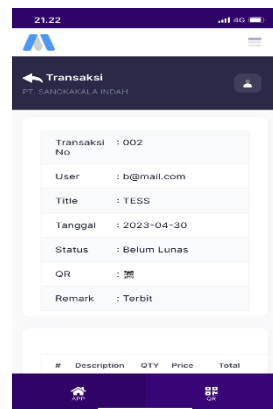 21.22 4G
Transaksi
PT. SANGKAKALA INDAH
Transaksi No : 002
User : b@mail.com
Title : TESS
Tanggal : 2023-04-30
Status : Belum Lunas
QR :
Remark : Terbit
# Description QTY Price Total
APP QR